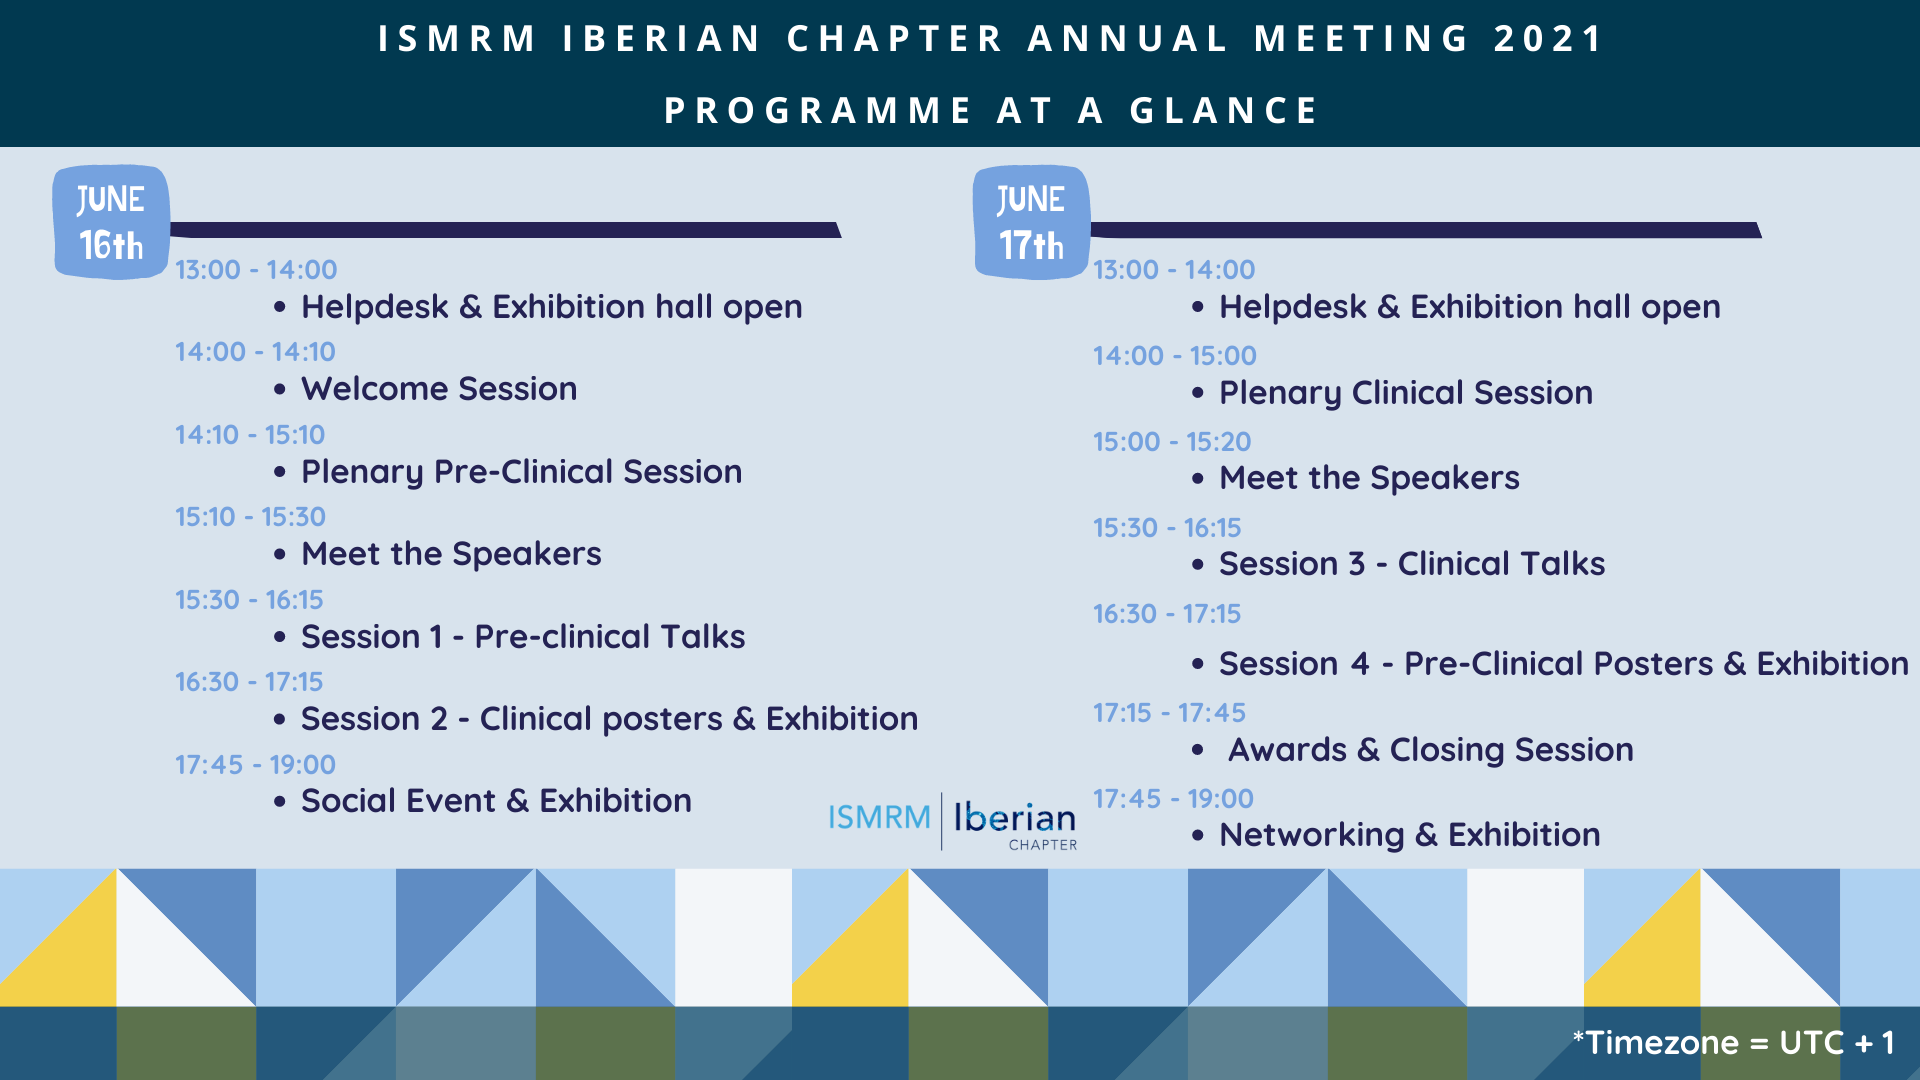 ISMRM IBERIAN CHAPTER ANNUAL MEETING 2021
PROGRAMME AT A GLANCE
JUNE
16th
13:00 - 14:00
• Helpdesk & Exhibition hall open
14:00 - 14:10
• Welcome Session
14:10 - 15:10
• Plenary Pre-Clinical Session
15:10 - 15:30
• Meet the Speakers
15:30 - 16:15
• Session 1 - Pre-clinical Talks
16:30 - 17:15
• Session 2 - Clinical posters & Exhibition
17:45 - 19:00
• Social Event & Exhibition
JUNE
17th
13:00 - 14:00
• Helpdesk & Exhibition hall open
14:00 - 15:00
• Plenary Clinical Session
15:00 - 15:20
• Meet the Speakers
15:30 - 16:15
• Session 3 - Clinical Talks
16:30 - 17:15
• Session 4 - Pre-Clinical Posters & Exhibition
17:15 - 17:45
• Awards & Closing Session
17:45 - 19:00
• Networking & Exhibition
ISMRM | Iberian
CHAPTER
*Timezone = UTC + 1